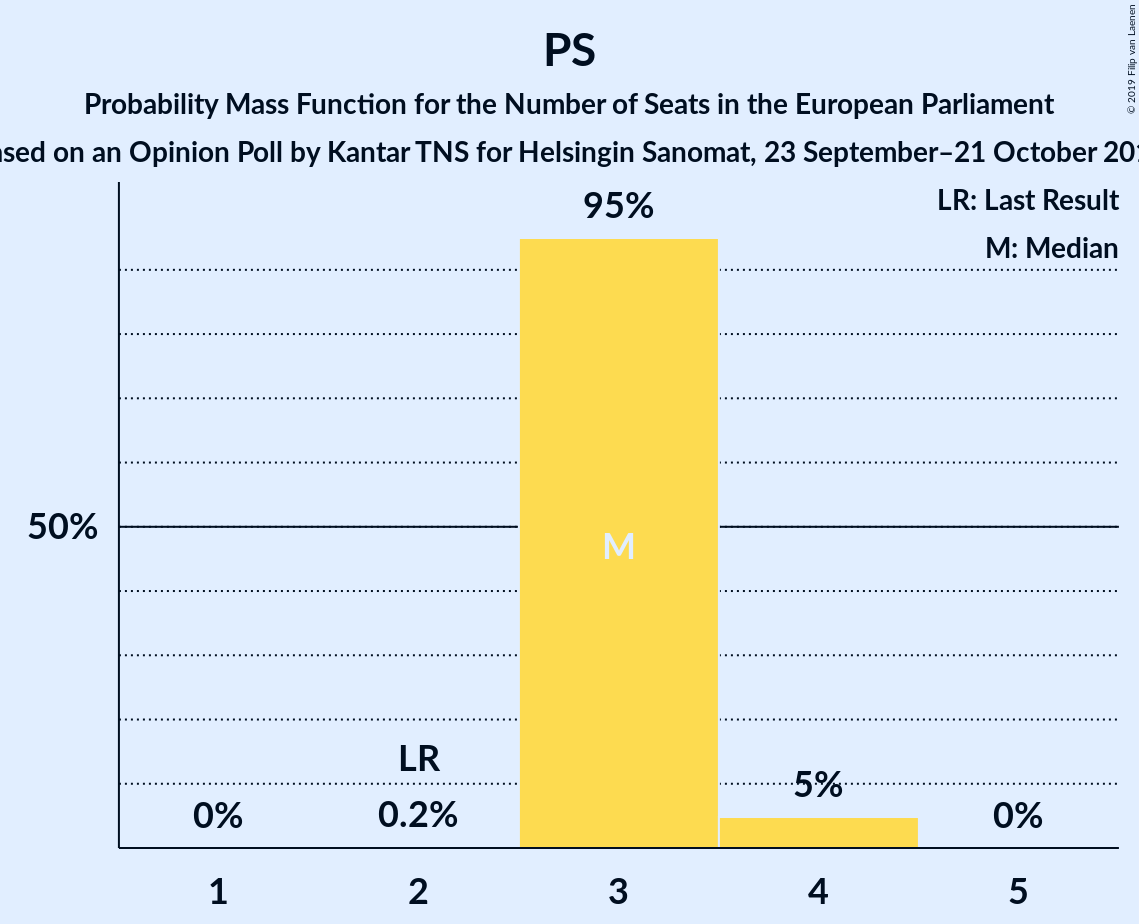 PS
Probability Mass Function for the Number of Seats in the European Parliament
on an Opinion Poll by Kantar TNS for Helsingin Sanomat, 23 September–21 October
© 2019 Filip van Laenen
LR: Last Result
M: Median
95%
50%
M
LR
0%
0.2%
5%
0%
1
2
3
4
5